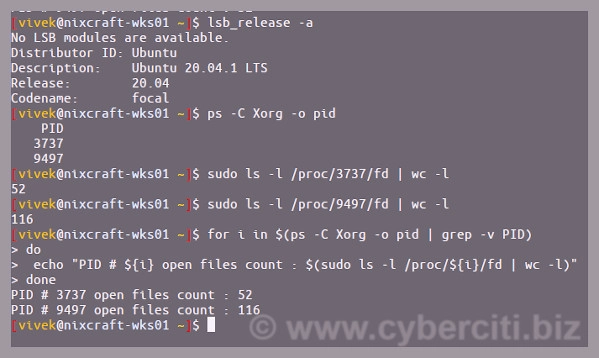 [vivek@nixcraft-wks01 ~]$ lsb_release -a
No LSB modules are available.
Distributor ID: Ubuntu
Description:    Ubuntu 20.04.1 LTS
Release:        20.04
Codename:       focal
[vivek@nixcraft-wks01 ~]$ ps -C Xorg -o pid
    PID
   3737
   9497
[vivek@nixcraft-wks01 ~]$ sudo ls -l /proc/3737/fd | wc -l
52
[vivek@nixcraft-wks01 ~]$ sudo ls -l /proc/9497/fd | wc -l
116
[vivek@nixcraft-wks01 ~]$ for i in $(ps -C Xorg -o pid | grep -v PID)
> do
>  echo "PID # ${i} open files count : $(sudo ls -l /proc/${i}/fd | wc -l)"
> done
PID # 3737 open files count : 52
PID # 9497 open files count : 116
[vivek@nixcraft-wks01 ~]$
© www.cyberciti.biz